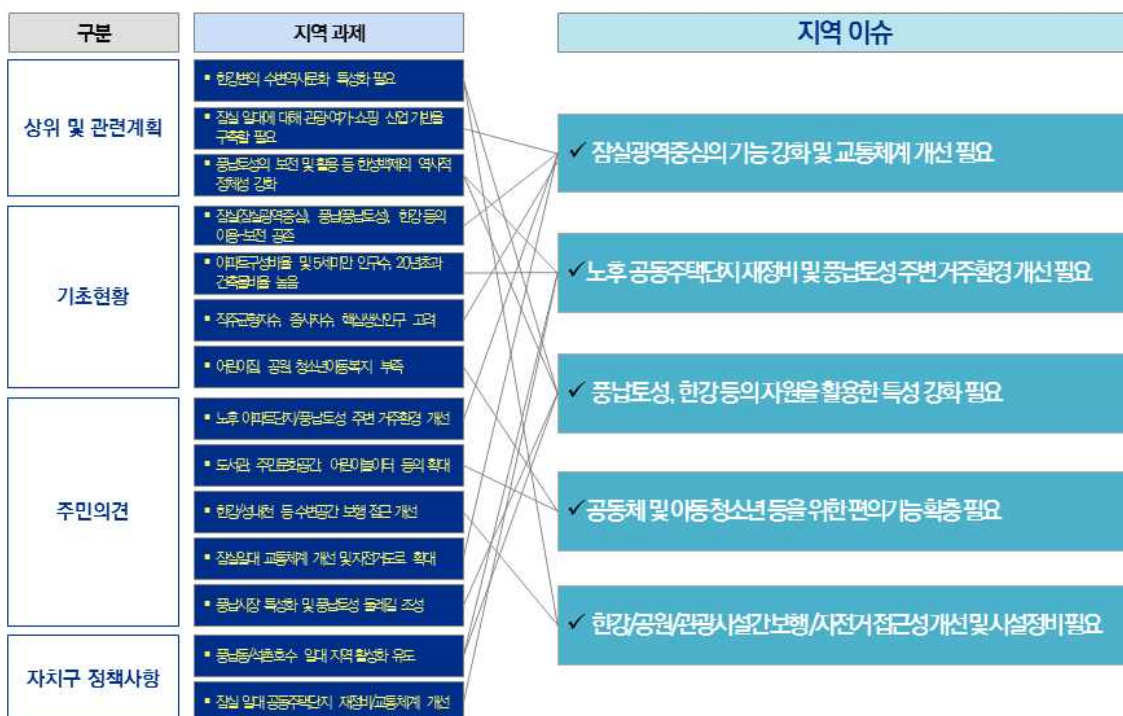 구분
지역 과제
지역 이슈
상위 및 관련계획
▪ 한강변의 수변역사문화 특성화 필요
▪ 잠실 일대에 대해 관광·여가·쇼핑 산업 기반을
구축할 필요
▪ 풍납토성의 보전 및 활용 등 한성백제의 역사적
정체성 강화
기초현황
▪ 잠실(잠실광역중심), 풍납(풍납토성), 한강 등의
이용·보전 공존
▪ 아파트구성비율 및 5세미만 인구수, 20년초과
건축물비율 높음
▪ 직주균형지수, 종사자수, 핵심생산인구 고려
▪ 어린이집, 공원, 청소년아동복지 부족
주민의견
▪ 노후 아파트단지/풍납토성 주변 거주환경 개선
▪ 도서관, 주민문화공간, 어린이놀이터 등의 확대
▪ 한강/성내천 등 수변공간 보행 접근 개선
▪ 잠실일대 교통체계 개선 및 자전거도로 확대
▪ 풍납시장 특성화 및 풍납토성 둘레길 조성
자치구 정책사항
▪ 풍납동/석촌호수 일대 지역 활성화 유도
▪ 잠실 일대 공동주택단지 재정비/교통체계 개선
✓ 잠실광역중심의 기능 강화 및 교통체계 개선 필요
✓ 노후 공동주택단지 재정비 및 풍납토성 주변 거주환경 개선 필요
✓ 풍납토성, 한강 등의 자원을 활용한 특성 강화 필요
✓ 공동체 및 아동 청소년 등을 위한 편의기능 확충 필요
✓ 한강/공원/관광시설간 보행/자전거 접근성 개선 및 시설정비 필요